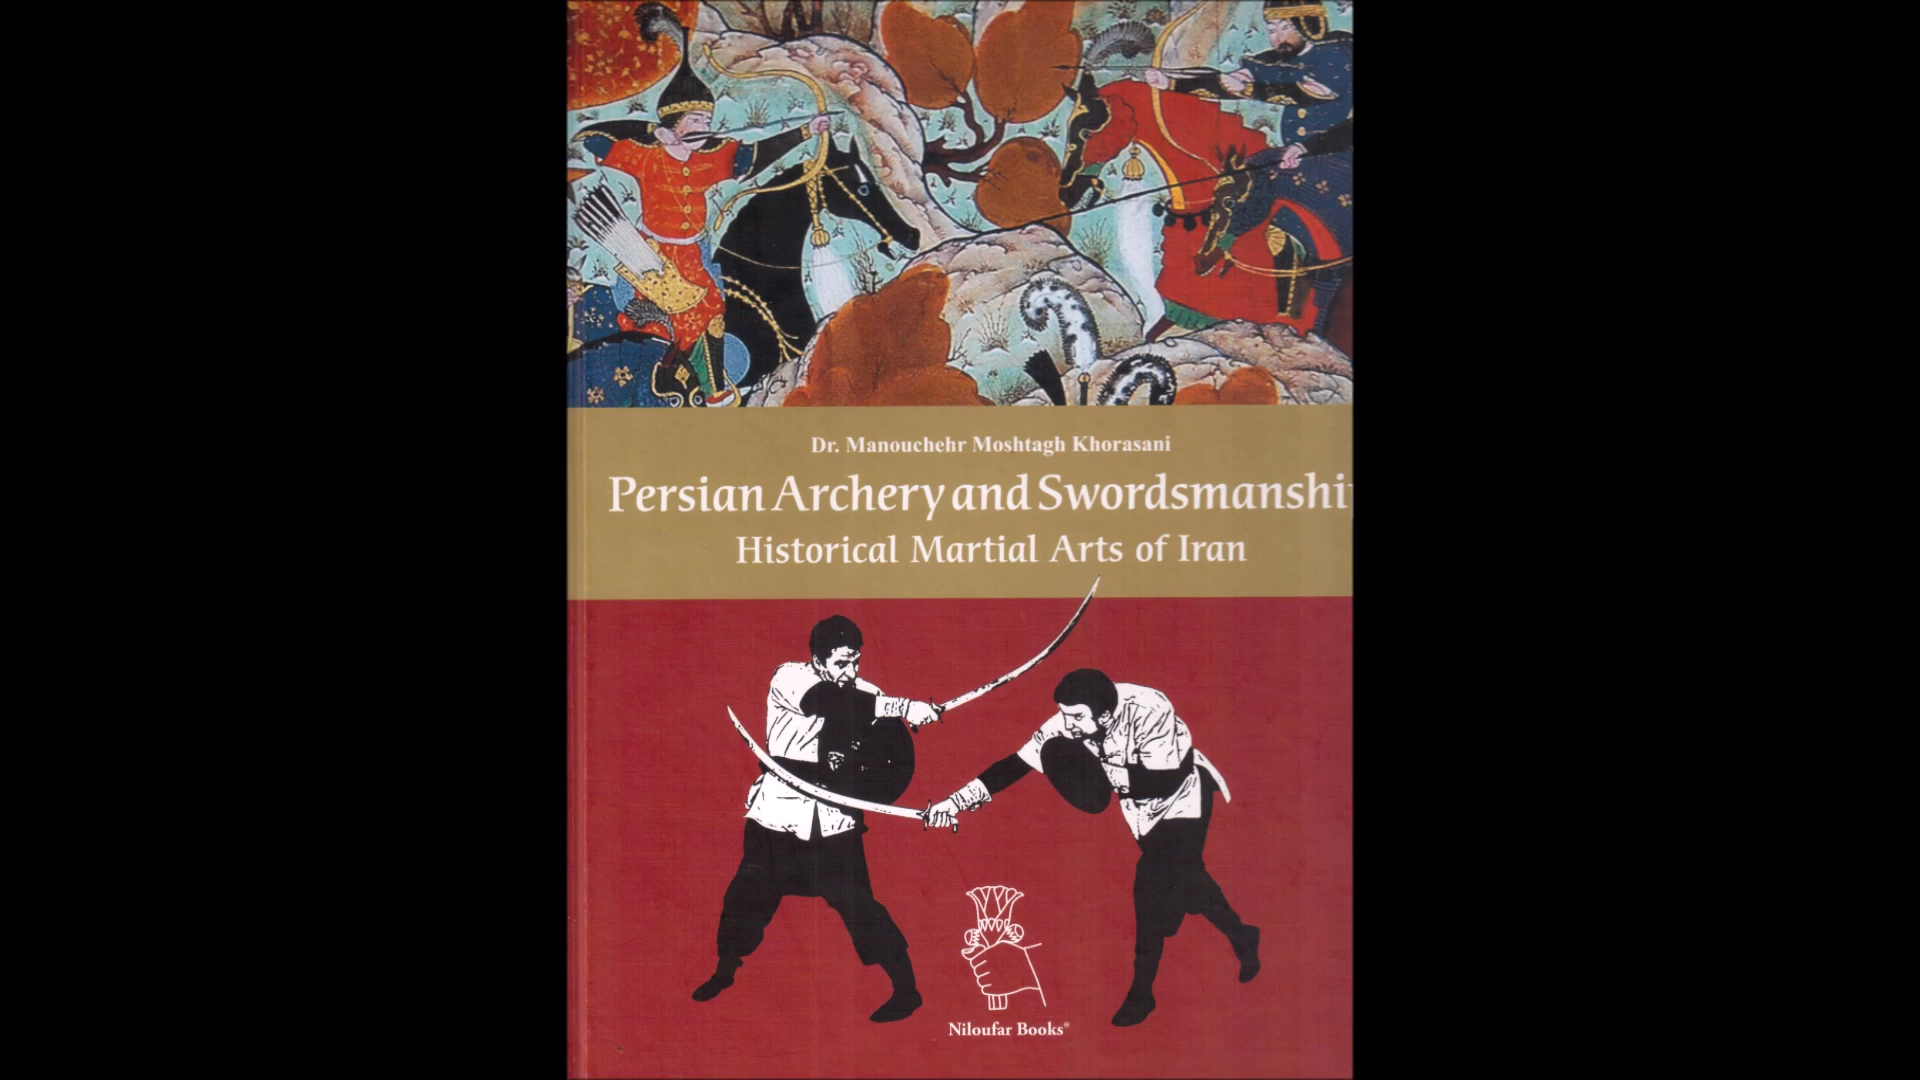 Dr. Manouchehr Moshtagh Khorasani
Persian Archery and Swordsmanshi
Historical Martial Arts of Iran
Niloufar Books®